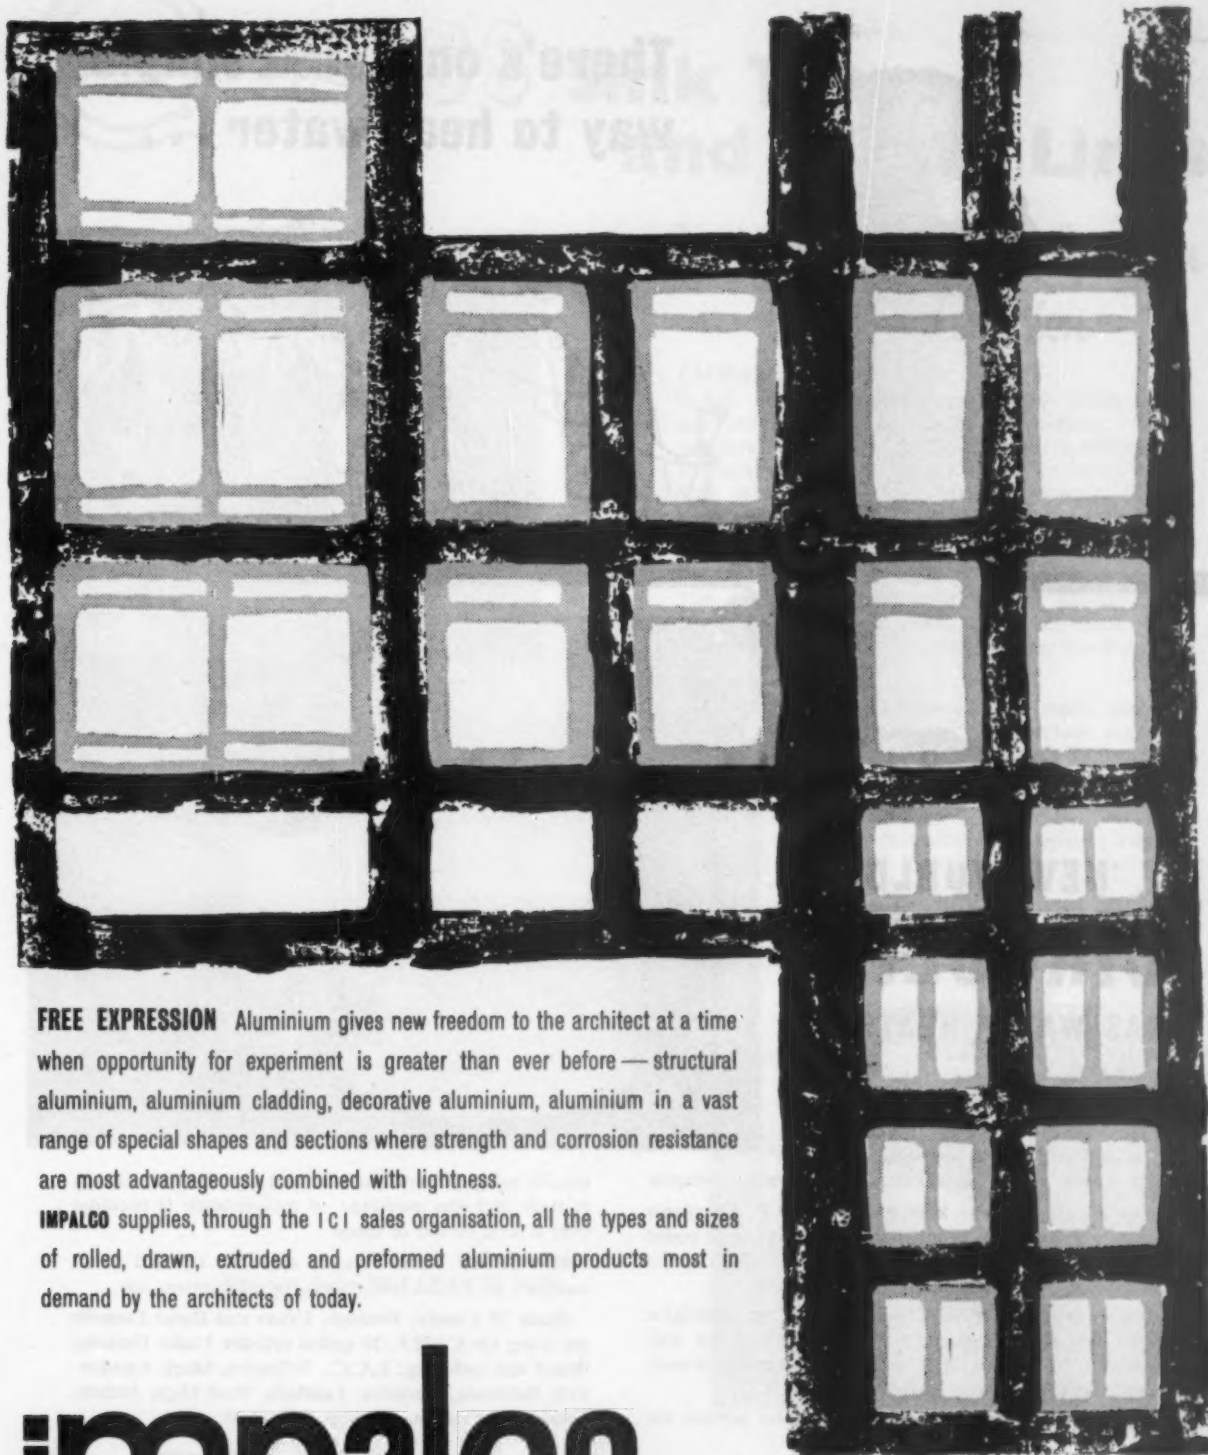 FREE EXPRESSION Aluminium gives new freedom to the architect at a time
when opportunity for experiment is greater than ever before — structural
aluminium, aluminium cladding, decorative aluminium, aluminium in a vast
range of special shapes and sections where strength and corrosion resistance
are most advantageously combined with lightness.
IMPALCO supplies, through the ICI sales organisation, all the types and sizes
of rolled, drawn, extruded and preformed aluminium products most in
demand by the architects of today.
impalco